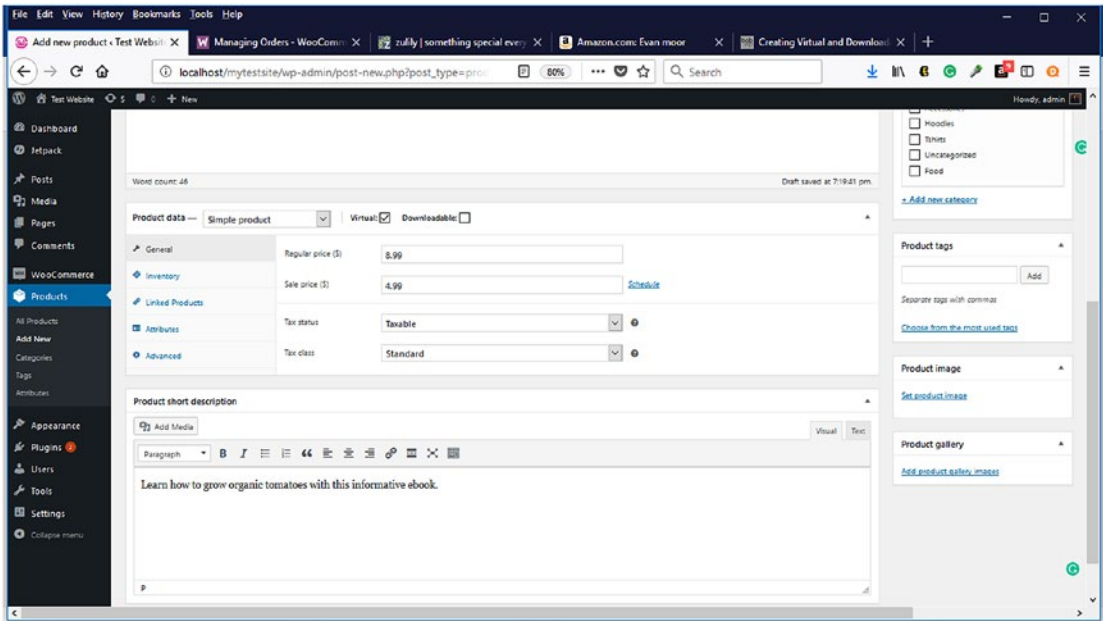 File Edit View History Bookmarks Tools Help
Add new product ‹ Test Websit
Managing Orders - WooComm
zulily | something special every
Amazon.com: Evan moor
Creating Virtual and Download
localhost/mytestsite/wp-admin/post-new.php?post_type=prod
80%
Search
Test Website 5 0 + New
Howdy, admin
Dashboard
Jetpack
Posts
Media
Pages
Comments
WooCommerce
Products
All Products
Add New
Categories
Tags
Attributes
Appearance
Plugins
Users
Tools
Settings
Collapse menu
Word count: 46
Draft saved at 7:19:41 pm.
Product data — Simple product Virtual: Downloadable:
General
Inventory
Linked Products
Attributes
Advanced
Regular price ($) 8.99
Sale price ($) 4.99 Schedule
Tax status Taxable
Tax class Standard
Product short description
Add Media
Visual Text
Paragraph
Learn how to grow organic tomatoes with this informative ebook.
P
Hoodies
Tshirts
Uncategorized
Food
+ Add new category
Product tags
Add
Separate tags with commas
Choose from the most used tags
Product image
Set product image
Product gallery
Add product gallery images